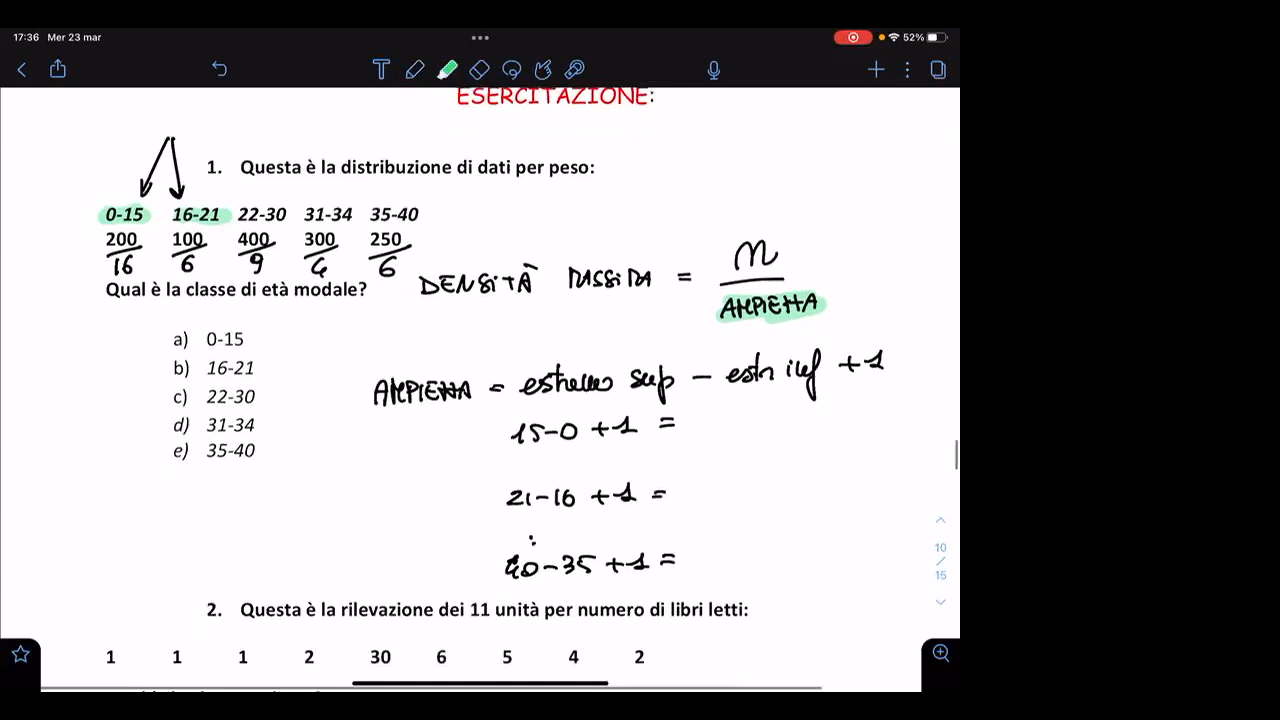 17:36 Mer 23 mar
52%
ESERCITAZIONE:
1. Questa è la distribuzione di dati per peso:
0-15 16-21 22-30 31-34 35-40
200 100 400 300 250
16 6 9 4 6
DENSITÀ MASSIMA = n
AMPIEZZA
Qual è la classe di età modale?
a) 0-15
b) 16-21
c) 22-30
d) 31-34
e) 35-40
AMPIEZZA = estremo sup - estr inf +1
15-0 +1 =
21-16 +1 =
:
40-35 +1 =
2. Questa è la rilevazione dei 11 unità per numero di libri letti:
1 1 1 2 30 6 5 4 2
10
/
15